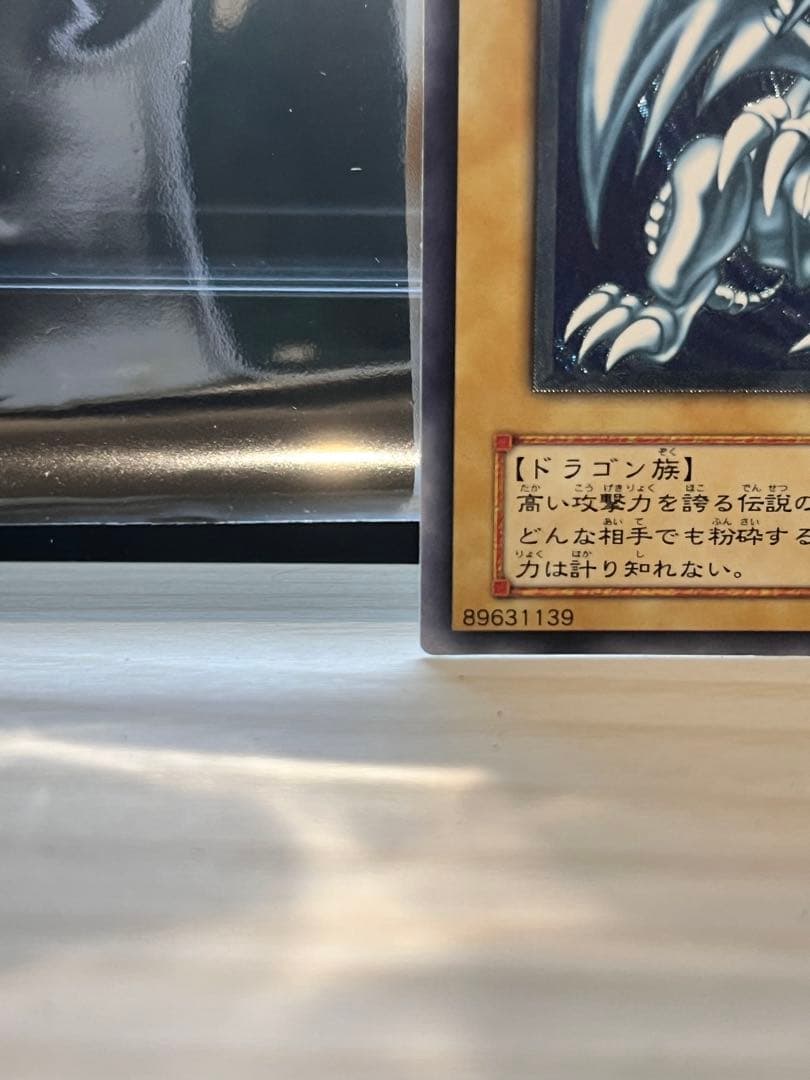 【ドラゴン族】
高い攻撃力を誇る伝説の
どんな相手でも粉砕する
力は計り知れない。
89631139